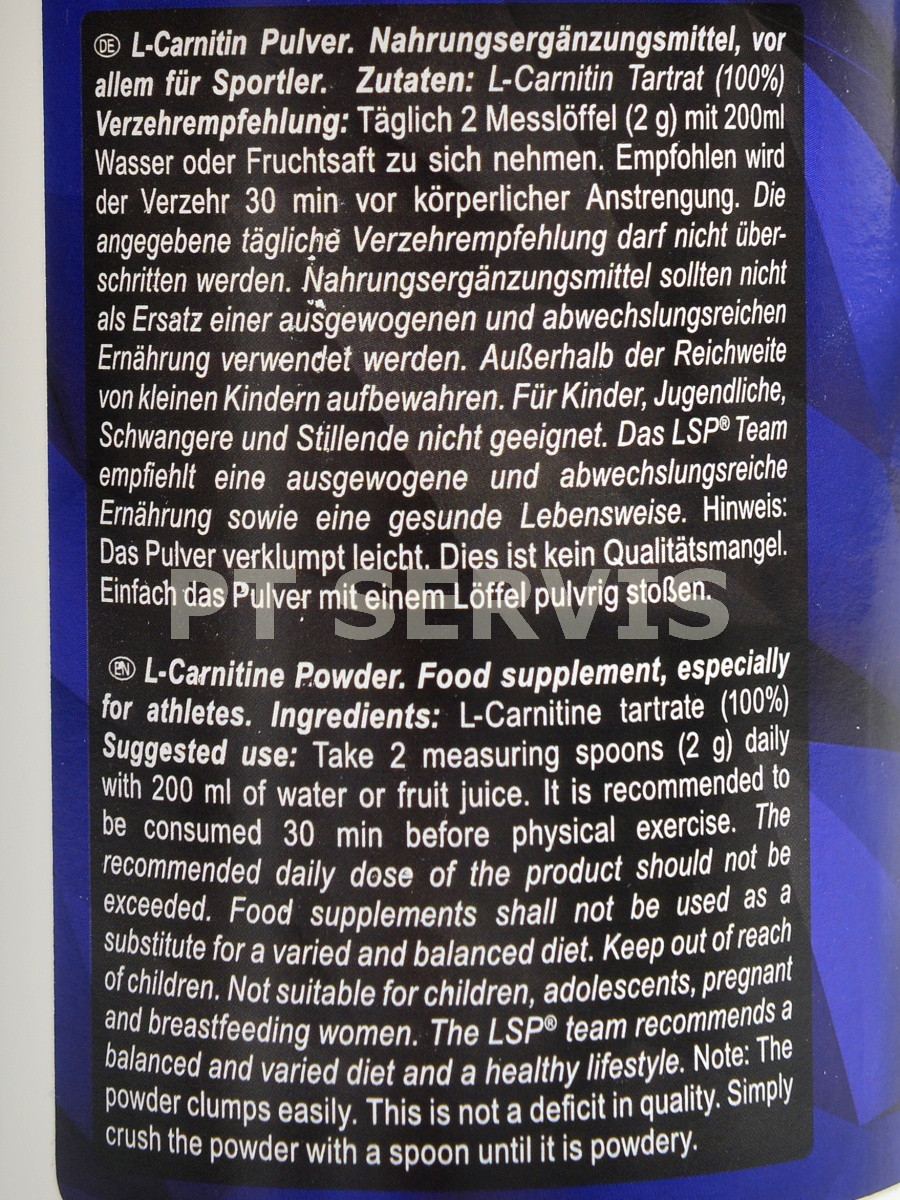 DE L-Carnitin Pulver. Nahrungsergänzungsmittel, vor
allem für Sportler. Zutaten: L-Carnitin Tartrat (100%)
Verzehrempfehlung: Täglich 2 Messlöffel (2 g) mit 200ml
Wasser oder Fruchtsaft zu sich nehmen. Empfohlen wird
der Verzehr 30 min vor körperlicher Anstrengung. Die
angegebene tägliche Verzehrempfehlung darf nicht über-
schritten werden. Nahrungsergänzungsmittel sollten nicht
als Ersatz einer ausgewogenen und abwechslungsreichen
Ernährung verwendet werden. Außerhalb der Reichweite
von kleinen Kindern aufbewahren. Für Kinder, Jugendliche,
Schwangere und Stillende nicht geeignet. Das LSP® Team
empfiehlt eine ausgewogene und abwechslungsreiche
Ernährung sowie eine gesunde Lebensweise. Hinweis:
Das Pulver verklumpt leicht. Dies ist kein Qualitätsmangel.
Einfach das Pulver mit einem Löffel pulvrig stoßen.
PT SERVIS
EN L-Carnitine Powder. Food supplement, especially
for athletes. Ingredients: L-Carnitine tartrate (100%)
Suggested use: Take 2 measuring spoons (2 g) daily
with 200 ml of water or fruit juice. It is recommended to
be consumed 30 min before physical exercise. The
recommended daily dose of the product should not be
exceeded. Food supplements shall not be used as a
substitute for a varied and balanced diet. Keep out of reach
of children. Not suitable for children, adolescents, pregnant
and breastfeeding women. The LSP® team recommends a
balanced and varied diet and a healthy lifestyle. Note: The
powder clumps easily. This is not a deficit in quality. Simply
crush the powder with a spoon until it is powdery.